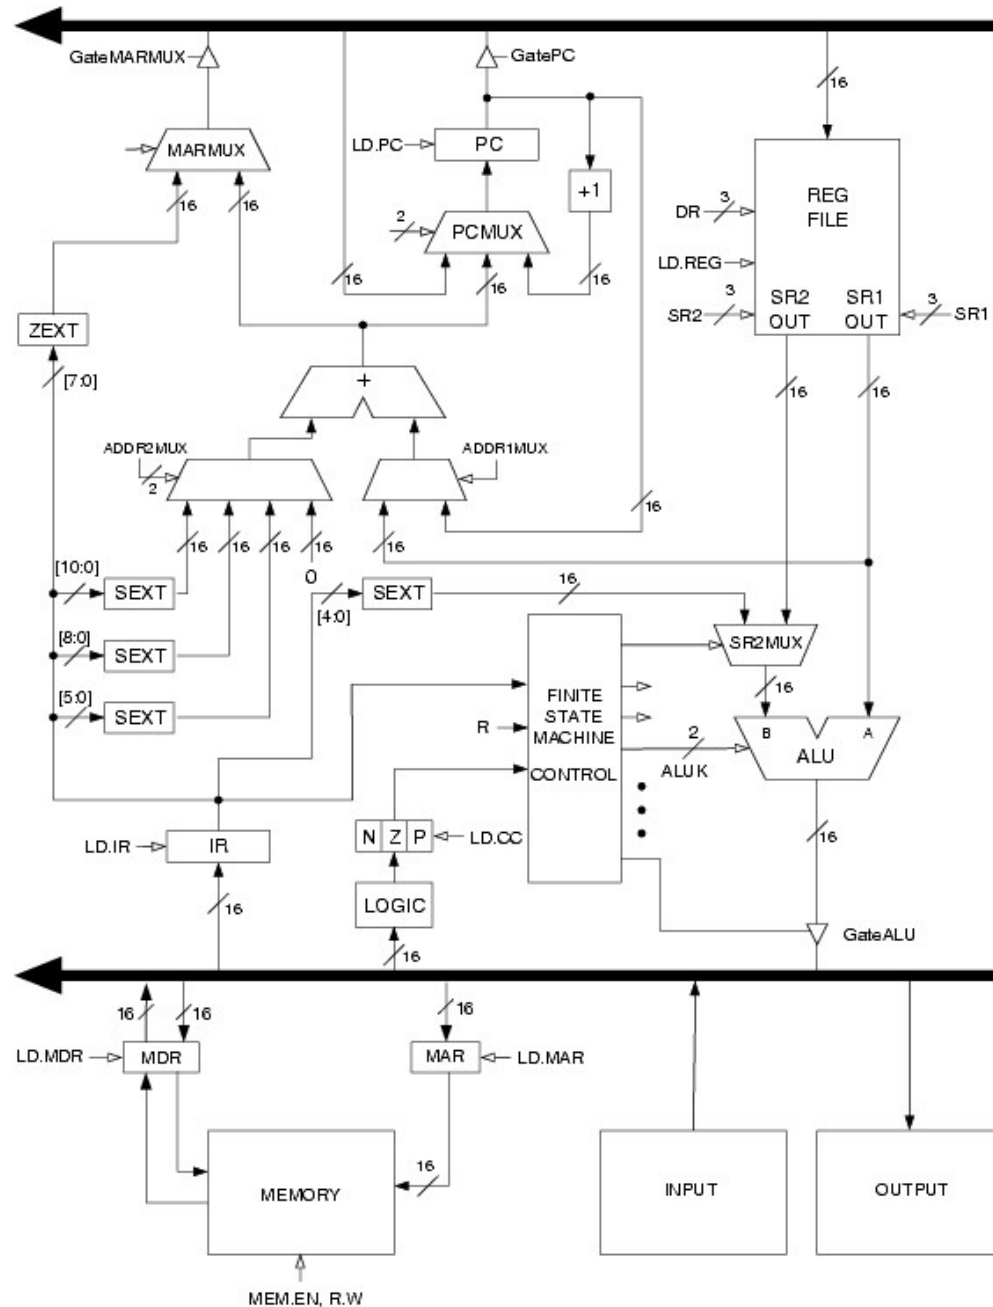 GateMARMUX
GatePC
16
MARMUX
LD.PC
PC
16
16
+1
REG
FILE
DR
3
2
PCMUX
LD.REG
16
16
16
3
SR2
SR2
OUT
SR1
OUT
3
SR1
ZEXT
[7:0]
+
16
16
ADDR2MUX
2
ADDR1MUX
16
16
16
16
16
16
0
[10:0]
SEXT
[4:0]
SEXT
16
[8:0]
SEXT
SR2MUX
[5:0]
SEXT
16
FINITE
STATE
MACHINE
CONTROL
R
2
ALUK
B
A
ALU
N Z P
LD.CC
16
LD.IR
IR
LOGIC
16
16
GateALU
16
16
16
LD.MDR
MDR
MAR
LD.MAR
16
MEMORY
INPUT
OUTPUT
MEM.EN, R.W